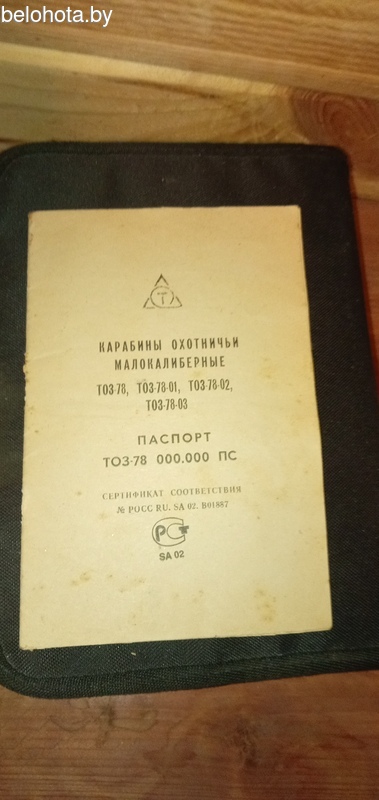 belohota.by
Т
КАРАБИНЫ ОХОТНИЧЬИ
МАЛОКАЛИБЕРНЫЕ
ТОЗ-78, ТОЗ-78-01, ТОЗ-78-02,
ТОЗ-78-03
ПАСПОРТ
ТОЗ-78 000.000 ПС
СЕРТИФИКАТ СООТВЕТСТВИЯ
№ РОСС RU. SA 02. B01887
РСТ
SA 02